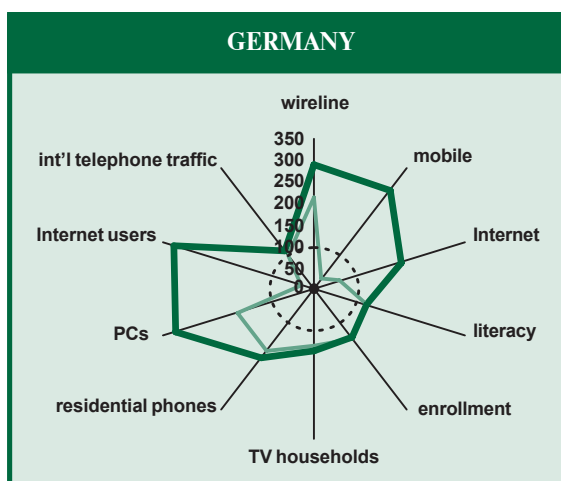 GERMANY
wireline
350
300
250
200
150
100
50
0
mobile
int'l telephone traffic
Internet users
Internet
PCs
literacy
residential phones
enrollment
TV households